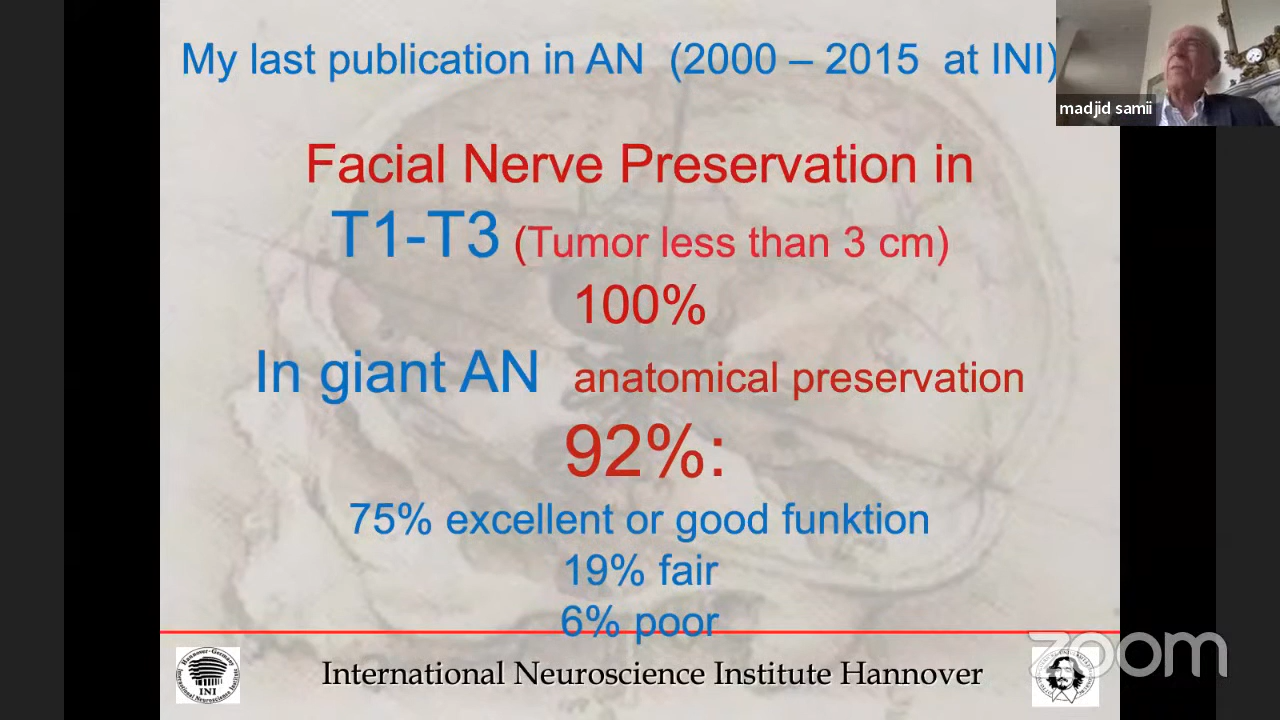 My last publication in AN (2000 – 2015 at INI)
madjid samii
Facial Nerve Preservation in
T1-T3 (Tumor less than 3 cm)
100%
In giant AN anatomical preservation
92%:
75% excellent or good funktion
19% fair
6% poor
International Neuroscience Institute Hannover
INI
zoom